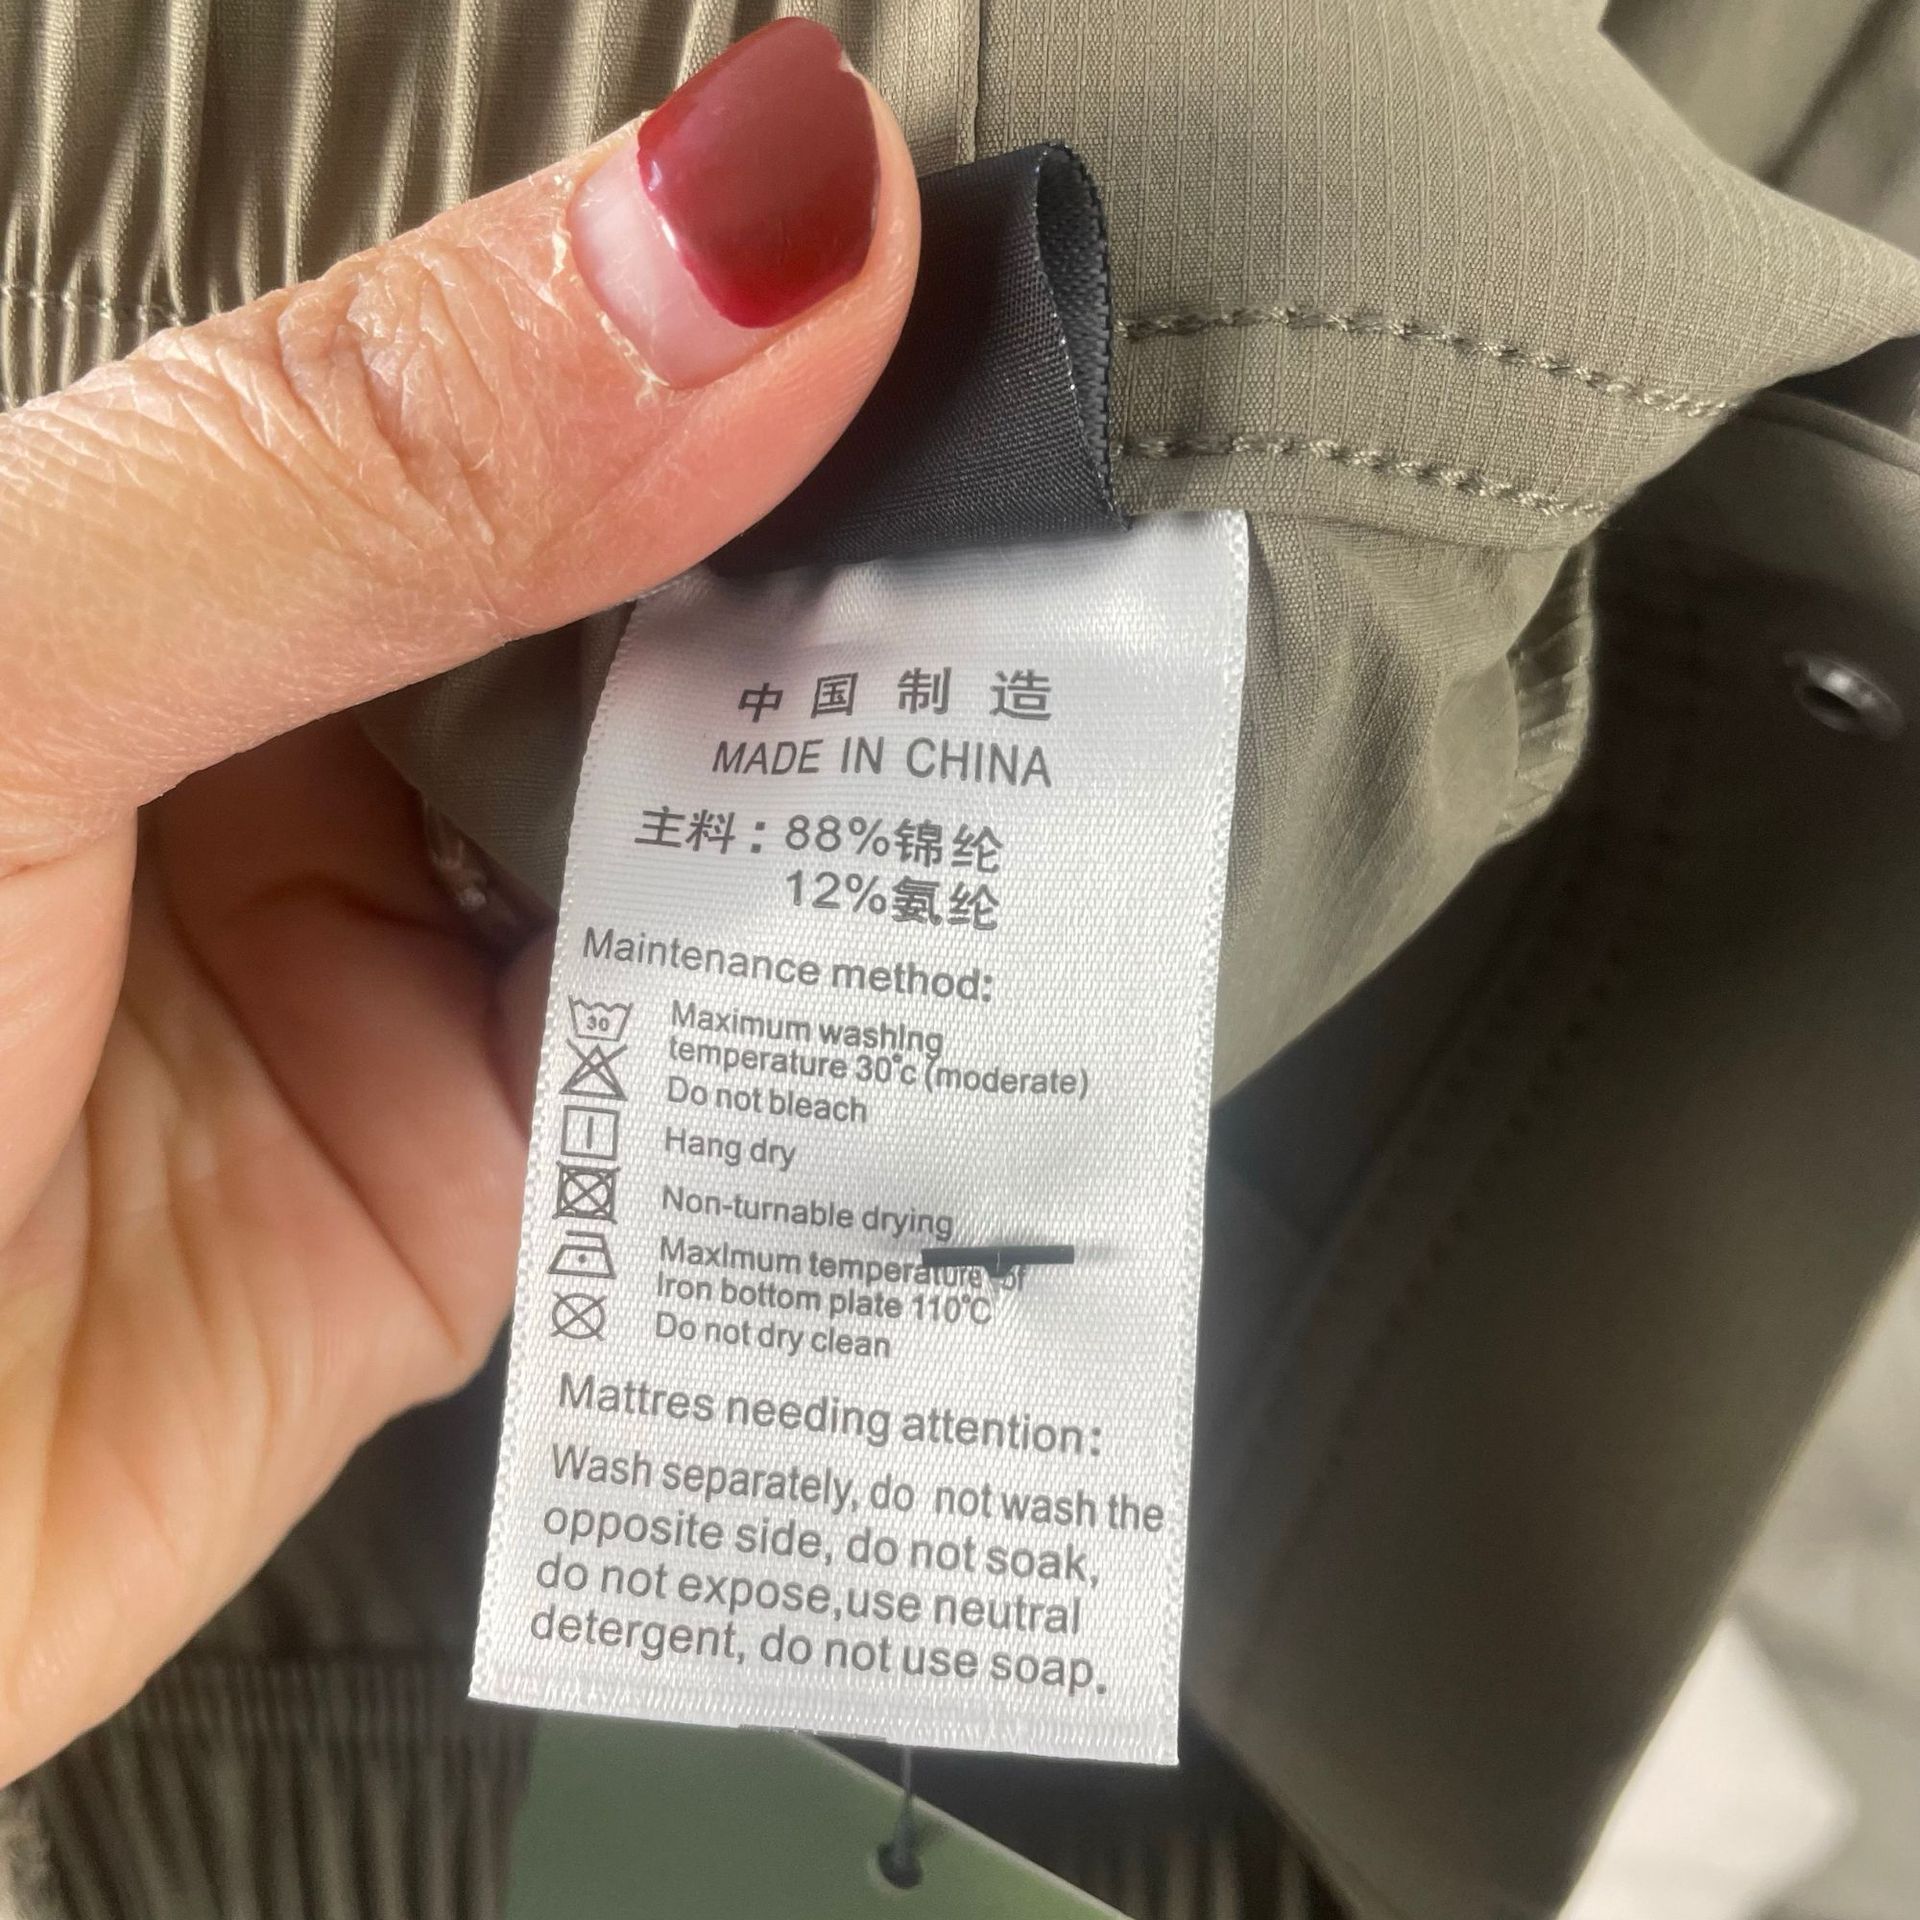 中国制造
MADE IN CHINA
主料：88%锦纶
12%氨纶
Maintenance method:
30
Maximum washing
temperature 30°c (moderate)
Do not bleach
Hang dry
Non-turnable drying
Maximum temperature of
Iron bottom plate 110°C
Do not dry clean
Mattres needing attention:
Wash separately, do not wash the
opposite side, do not soak,
do not expose,use neutral
detergent, do not use soap.